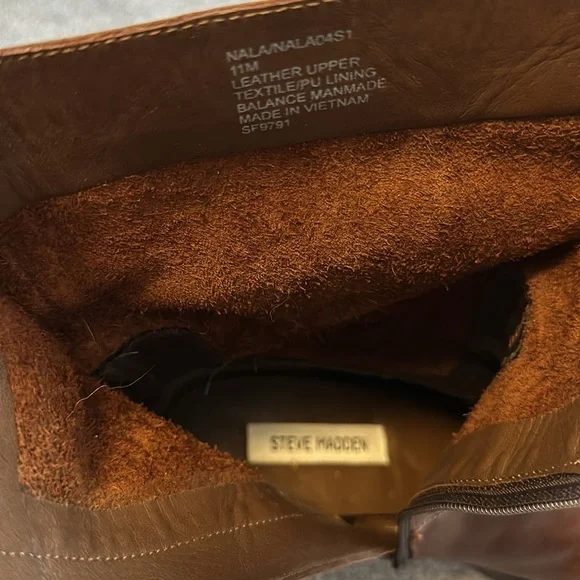 NALA/NALA04S1
11M
LEATHER UPPER
TEXTILE/PU LINING
BALANCE MANMADE
MADE IN VIETNAM
SF9791
STEVE MADDEN